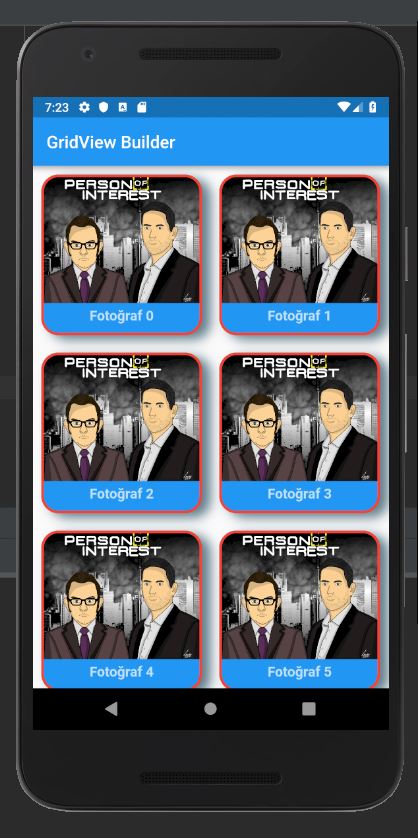 7:23
GridView Builder
PERSON OF INTEREST
Fotoğraf 0
PERSON OF INTEREST
Fotoğraf 1
PERSON OF INTEREST
Fotoğraf 2
PERSON OF INTEREST
Fotoğraf 3
PERSON OF INTEREST
Fotoğraf 4
PERSON OF INTEREST
Fotoğraf 5